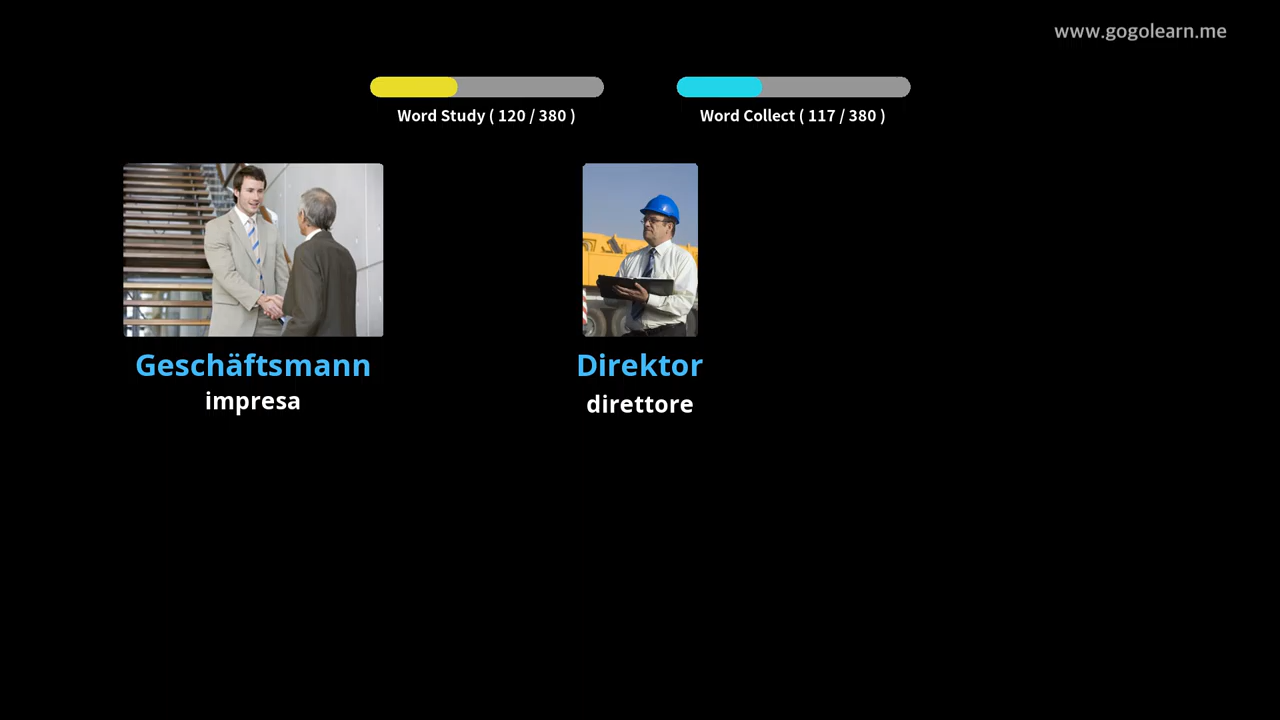 www.gogolearn.me
Word Study ( 120 / 380 )
Word Collect ( 117 / 380 )
Geschäftsmann
impresa
Direktor
direttore